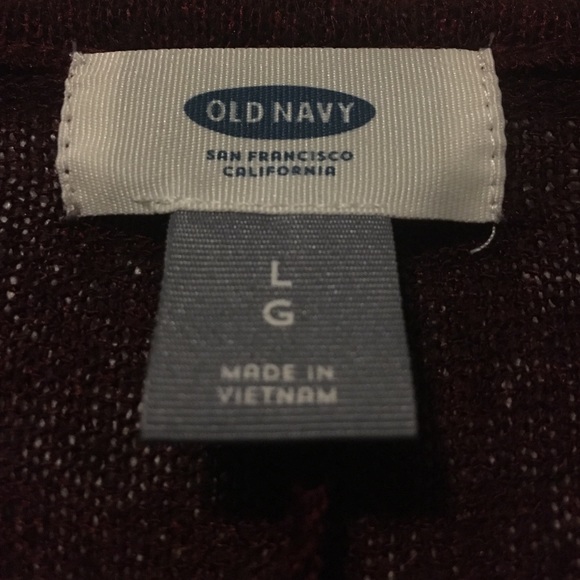 OLD NAVY
SAN FRANCISCO
CALIFORNIA
L
G
MADE IN
VIETNAM